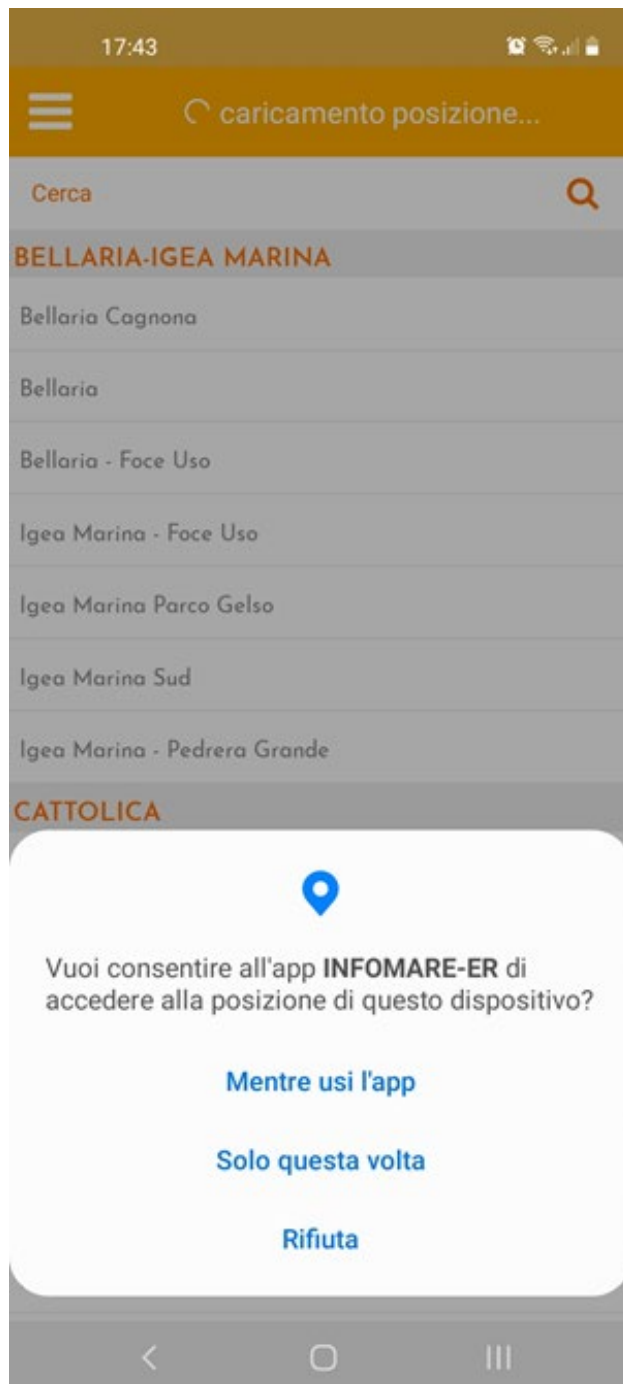 17:43
caricamento posizione...
Cerca
BELLARIA-IGEA MARINA
Bellaria Cagnona
Bellaria
Bellaria - Foce Uso
Igea Marina - Foce Uso
Igea Marina Parco Gelso
Igea Marina Sud
Igea Marina - Pedrera Grande
CATTOLICA
Vuoi consentire all'app INFOMARE-ER di
accedere alla posizione di questo dispositivo?
Mentre usi l'app
Solo questa volta
Rifiuta